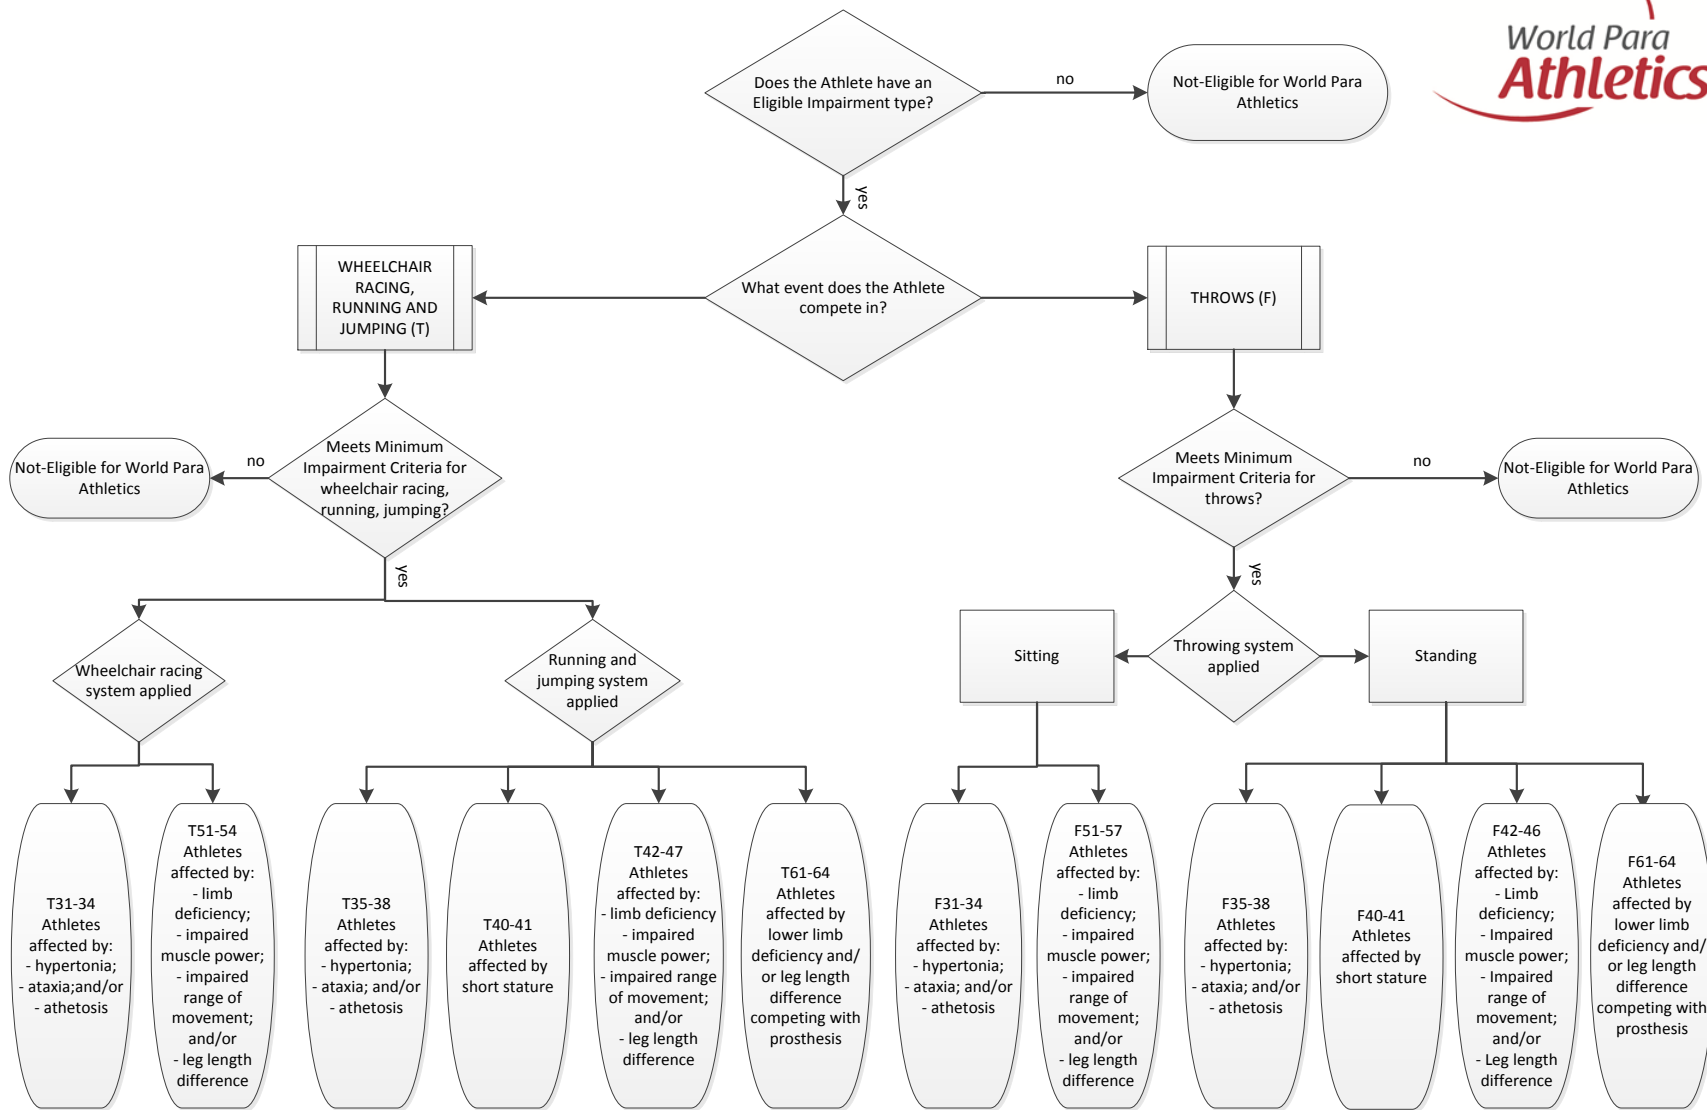 World Para
Athletics
Does the Athlete have an
Eligible Impairment type?
no
Not-Eligible for World Para
Athletics
yes
WHEELCHAIR
RACING,
RUNNING AND
JUMPING (T)
What event does the Athlete
compete in?
THROWS (F)
Meets Minimum
Impairment Criteria for
wheelchair racing,
running, jumping?
no
Not-Eligible for World Para
Athletics
yes
Meets Minimum
Impairment Criteria for
throws?
no
Not-Eligible for World Para
Athletics
yes
Wheelchair racing
system applied
Running and
jumping system
applied
Sitting
Throwing system
applied
Standing
T31-34
Athletes
affected by:
- hypertonia;
- ataxia;and/or
- athetosis
T51-54
Athletes
affected by:
- limb
deficiency;
- impaired
muscle power;
- impaired
range of
movement;
and/or
- leg length
difference
T35-38
Athletes
affected by:
- hypertonia;
- ataxia; and/or
- athetosis
T40-41
Athletes
affected by
short stature
T42-47
Athletes
affected by:
- limb deficiency
- impaired
muscle power;
- impaired range
of movement;
and/or
- leg length
difference
T61-64
Athletes
affected by
lower limb
deficiency and/
or leg length
difference
competing with
prosthesis
F31-34
Athletes
affected by:
- hypertonia;
- ataxia; and/or
- athetosis
F51-57
Athletes
affected by:
- limb
deficiency;
- impaired
muscle power;
- impaired
range of
movement;
and/or
- leg length
difference
F35-38
Athletes
affected by:
- hypertonia;
- ataxia; and/or
- athetosis
F40-41
Athletes
affected by
short stature
F42-46
Athletes
affected by:
- Limb
deficiency;
- Impaired
muscle power;
- Impaired
range of
movement;
and/or
- Leg length
difference
F61-64
Athletes
affected by
lower limb
deficiency and/
or leg length
difference
competing with
prosthesis